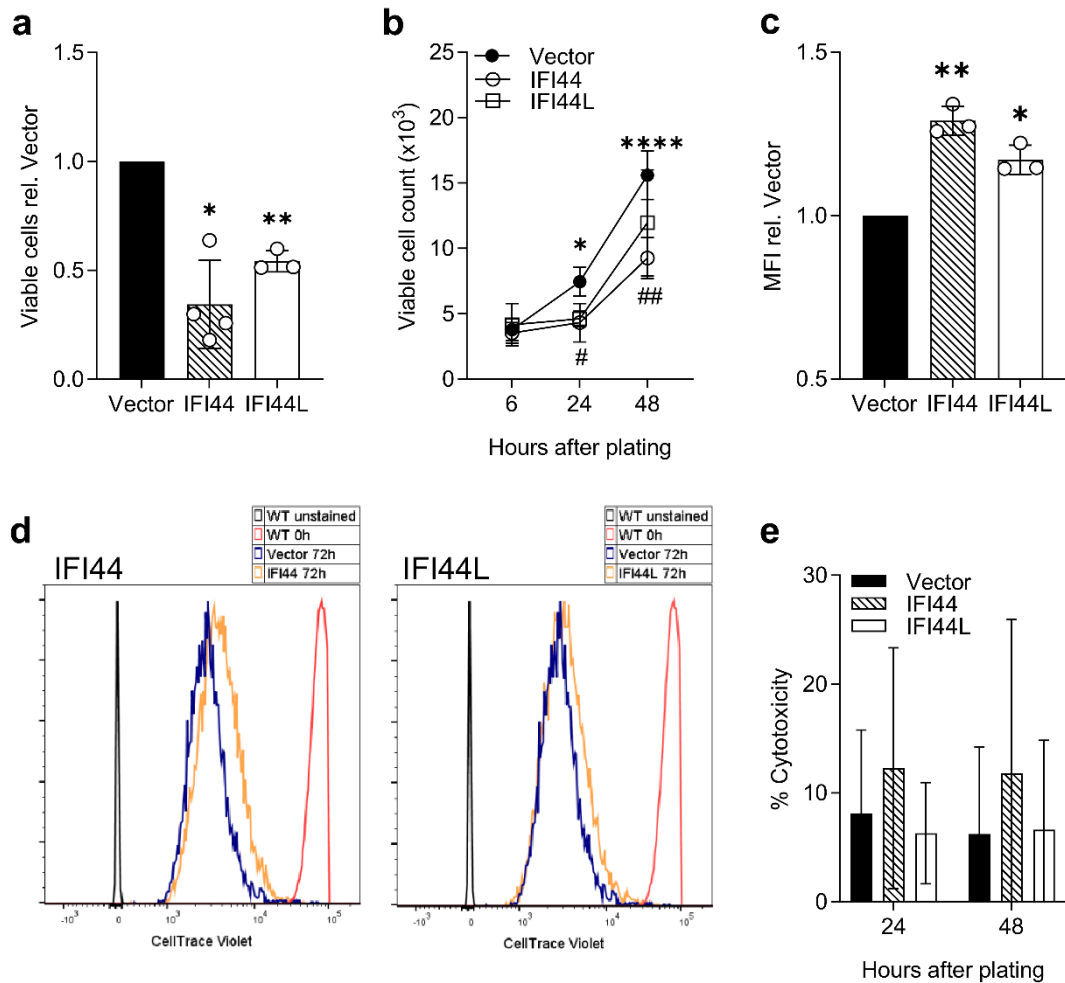 a
Viable cells rel. Vector
1.5
1.0
0.5
0.0
*
**
Vector IFI44 IFI44L
b
Viable cell count (x10³)
25
20
15
10
5
0
Vector
IFI44
IFI44L
*
****
#
##
6 24 48
Hours after plating
c
MFI rel. Vector
1.5
1.0
0.5
**
*
Vector IFI44 IFI44L
d
IFI44
WT unstained
WT 0h
Vector 72h
IFI44 72h
-10³ 0 10³ 10⁴ 10⁵
CellTrace Violet
IFI44L
WT unstained
WT 0h
Vector 72h
IFI44L 72h
-10³ 0 10³ 10⁴ 10⁵
CellTrace Violet
e
% Cytotoxicity
30
20
10
0
Vector
IFI44
IFI44L
24 48
Hours after plating